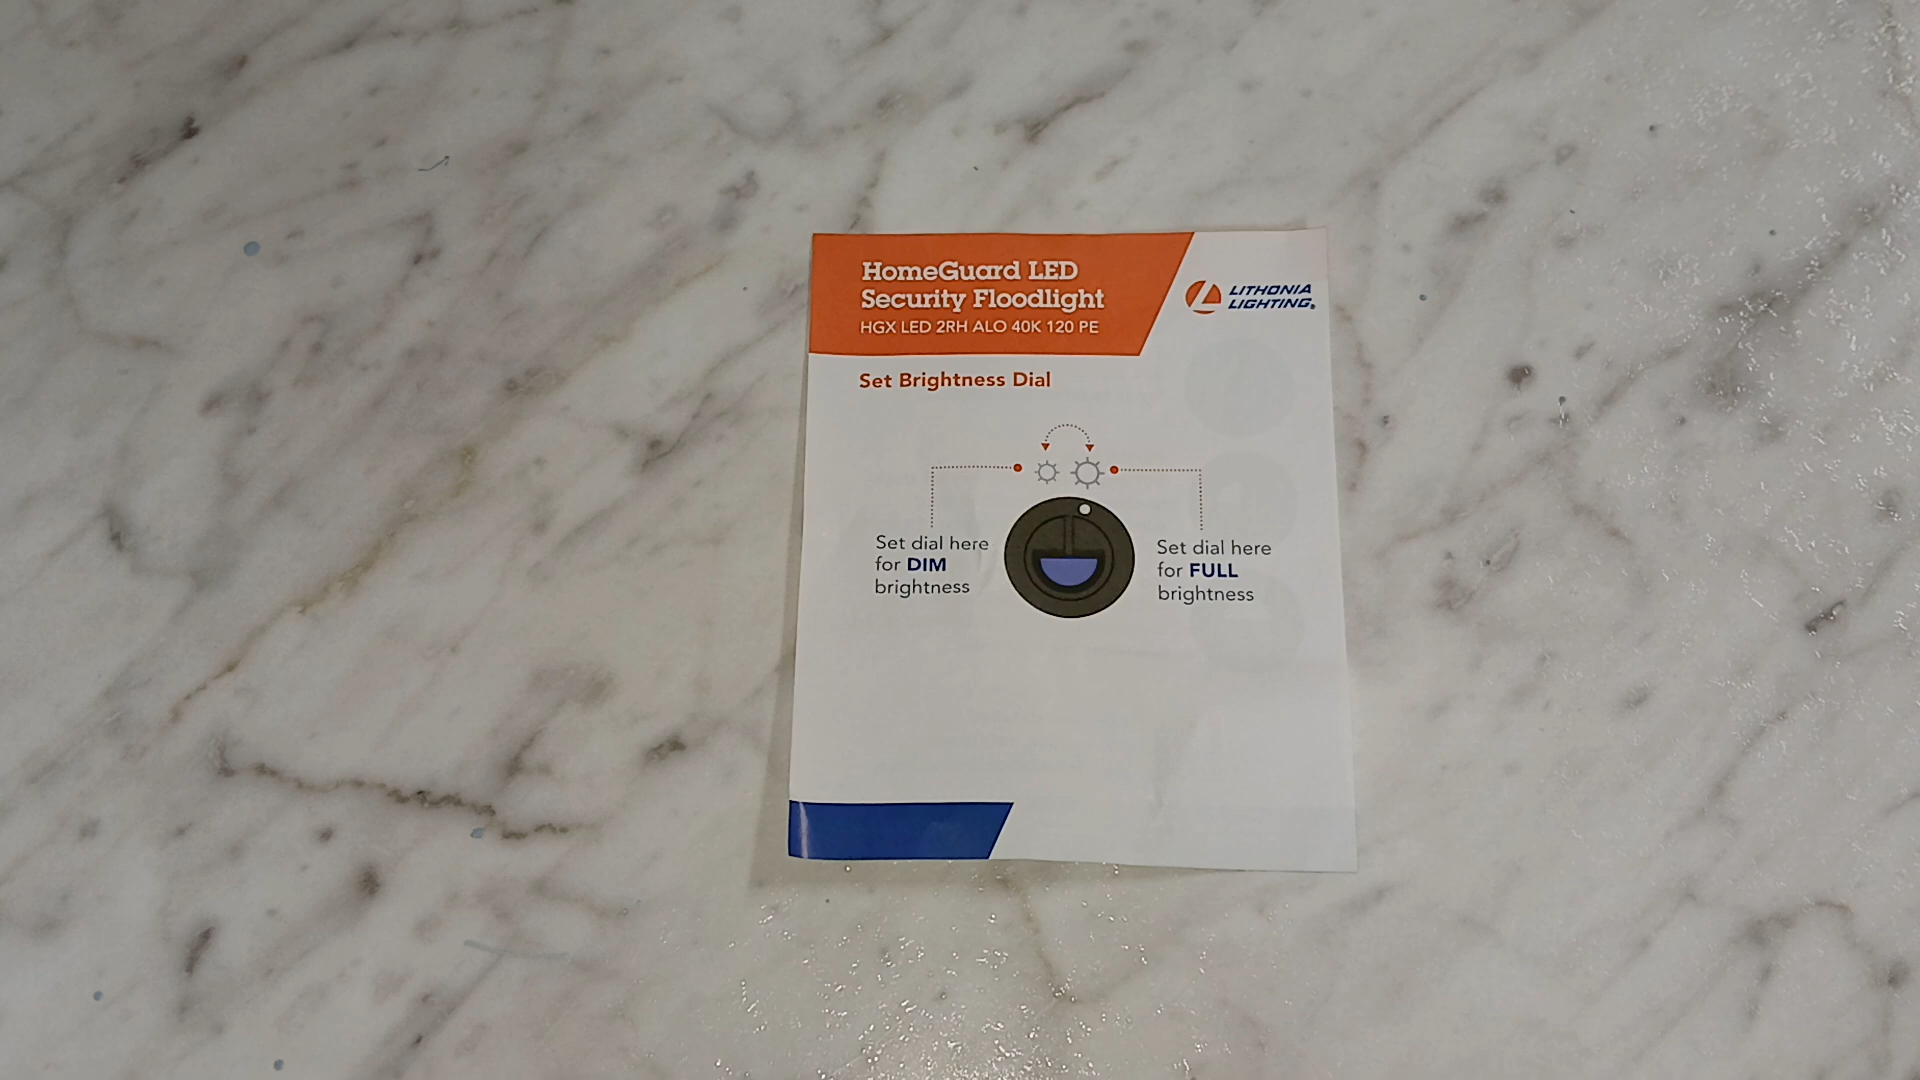 HomeGuard LED
Security Floodlight
HGX LED 2RH ALO 40K 120 PE
LITHONIA
LIGHTING®
Set Brightness Dial
Set dial here
for DIM
brightness
Set dial here
for FULL
brightness